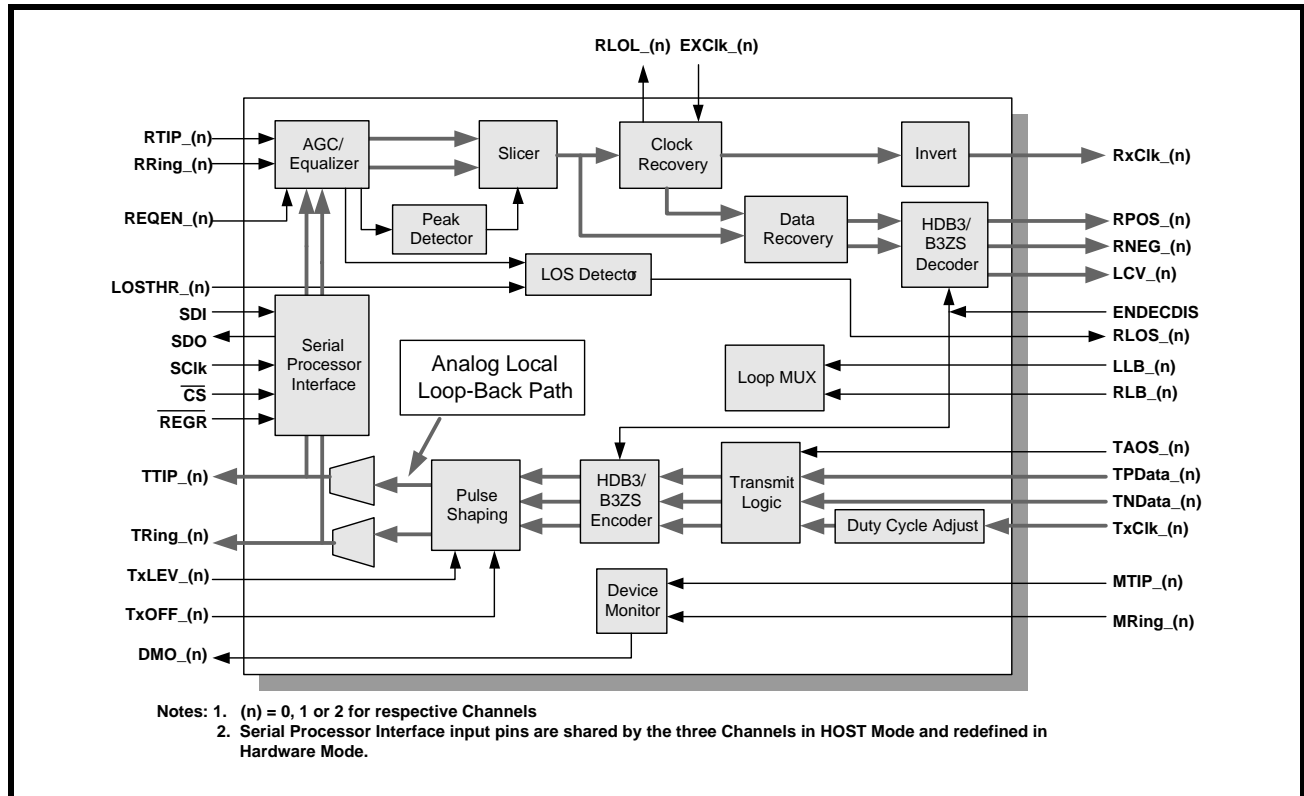 RLOL_(n) EXClk_(n)
RTIP_(n)
RRing_(n)
REQEN_(n)
LOSTHR_(n)
SDI
SDO
SClk
CS
REGR
TTIP_(n)
TRing_(n)
TxLEV_(n)
TxOFF_(n)
DMO_(n)
AGC/
Equalizer
Slicer
Clock
Recovery
Invert
Peak
Detector
Data
Recovery
HDB3/
B3ZS
Decoder
LOS Detector
Serial
Processor
Interface
Analog Local
Loop-Back Path
Loop MUX
Pulse
Shaping
HDB3/
B3ZS
Encoder
Transmit
Logic
Duty Cycle Adjust
Device
Monitor
RxClk_(n)
RPOS_(n)
RNEG_(n)
LCV_(n)
ENDECDIS
RLOS_(n)
LLB_(n)
RLB_(n)
TAOS_(n)
TPData_(n)
TNData_(n)
TxClk_(n)
MTIP_(n)
MRing_(n)
Notes: 1. (n) = 0, 1 or 2 for respective Channels
2. Serial Processor Interface input pins are shared by the three Channels in HOST Mode and redefined in
Hardware Mode.